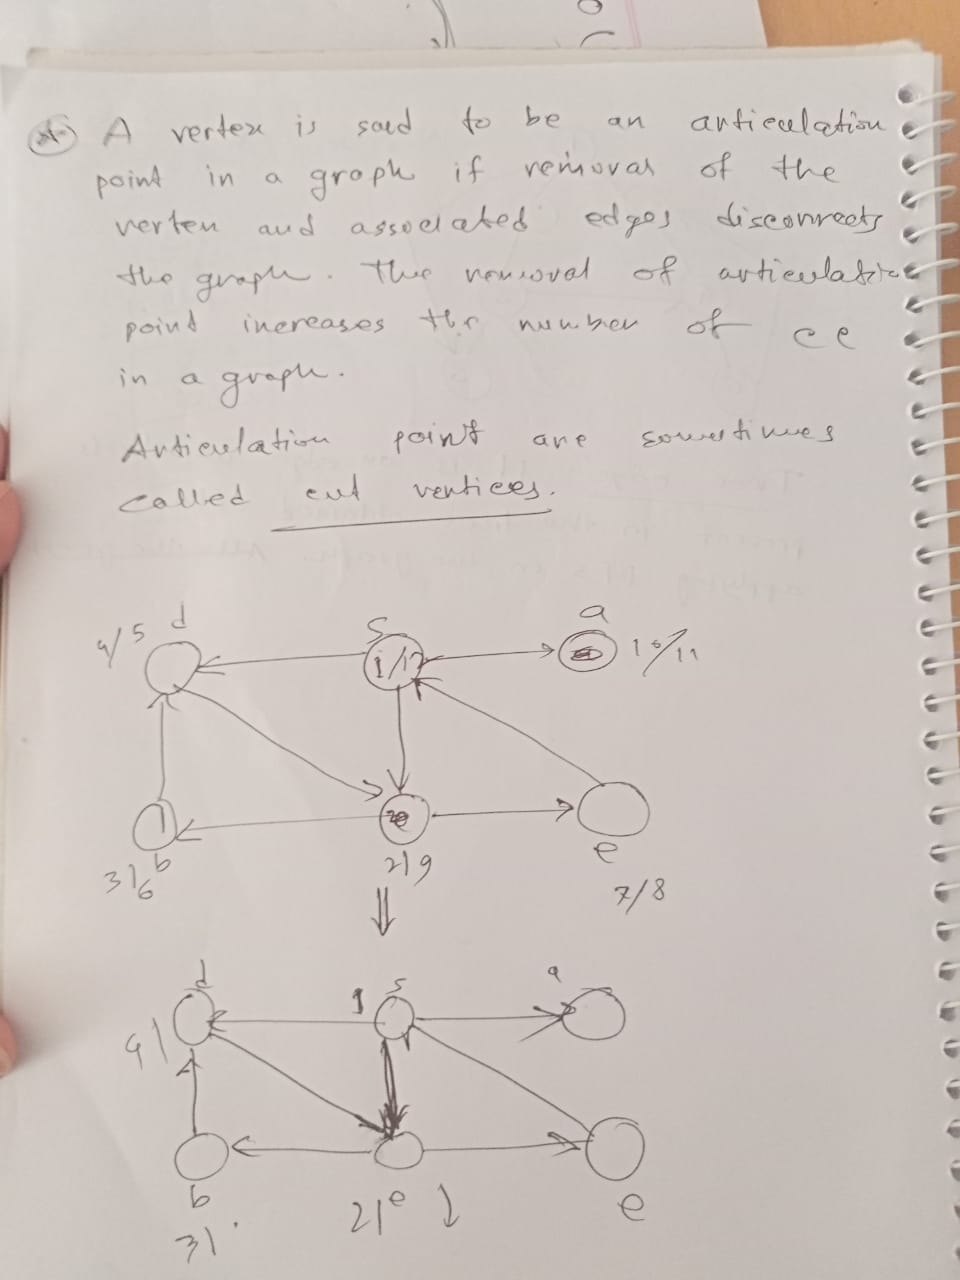 A vertex is said to be an articulation
point in a graph if removal of the
vertex and associated edges disconnects
the graph. The removal of articulation
point increases the number of cc
in a graph.
Articulation point are sometimes
called cut vertices.
4/5 d S a
1/12 10/11
3/6 b 2/9 e
7/8
d s a
1
4/
b 2/ e e
3/